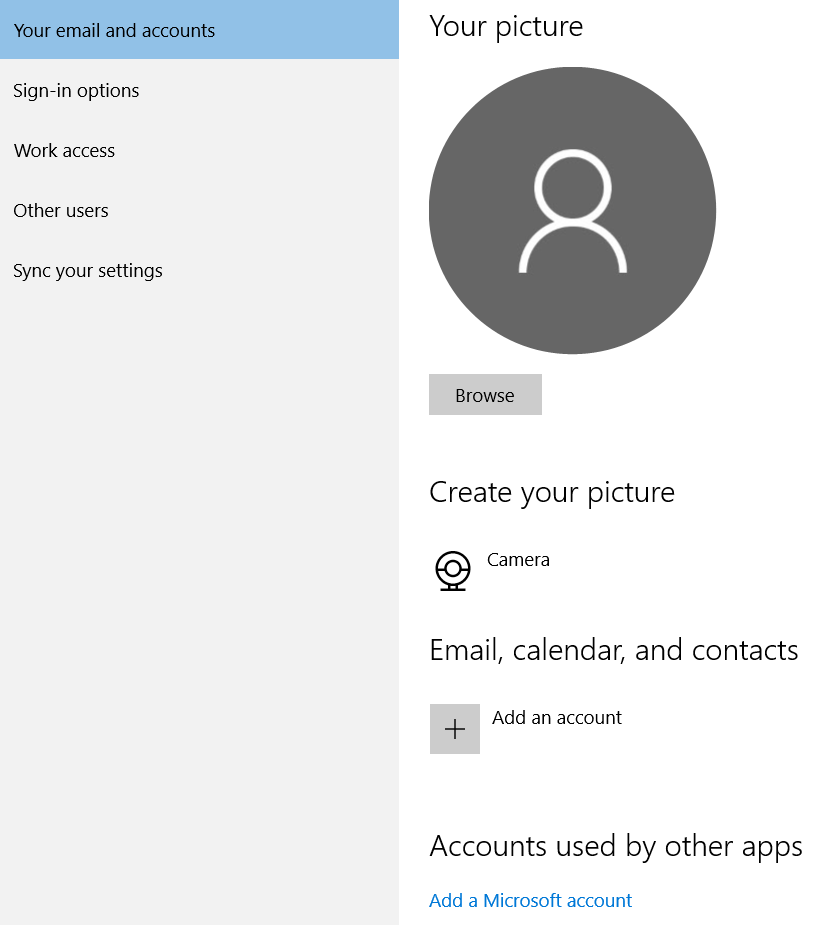 Your email and accounts
Sign-in options
Work access
Other users
Sync your settings
Your picture
Browse
Create your picture
Camera
Email, calendar, and contacts
Add an account
Accounts used by other apps
Add a Microsoft account